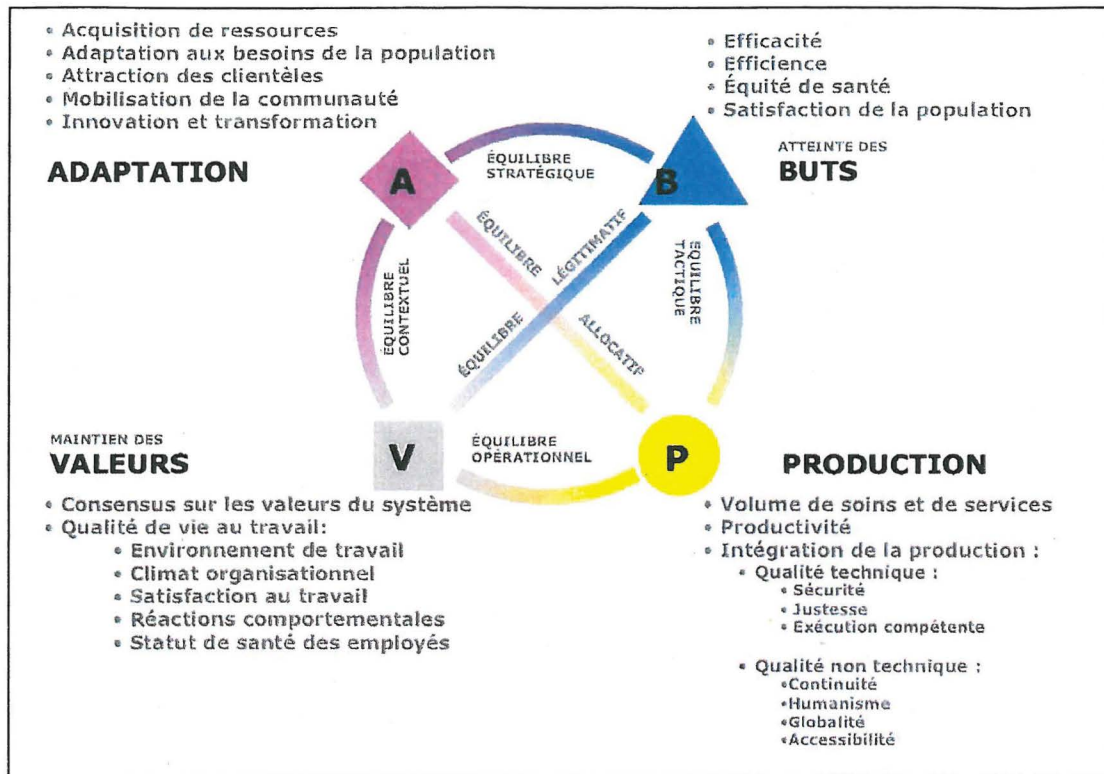 • Acquisition de ressources
• Adaptation aux besoins de la population
• Attraction des clientèles
• Mobilisation de la communauté
• Innovation et transformation
ADAPTATION
• Efficacité
• Efficience
• Équité de santé
• Satisfaction de la population
ATTEINTE DES
BUTS
A
ÉQUILIBRE
STRATÉGIQUE
B
ÉQUILIBRE
CONTEXTUEL
ÉQUILIBRE
ALLOCATIF
ÉQUILIBRE
LÉGITIMATIF
EQUILIBRE
TACTIQUE
MAINTIEN DES
VALEURS
V
ÉQUILIBRE
OPÉRATIONNEL
P
PRODUCTION
• Consensus sur les valeurs du système
• Qualité de vie au travail:
• Environnement de travail
• Climat organisationnel
• Satisfaction au travail
• Réactions comportementales
• Statut de santé des employés
• Volume de soins et de services
• Productivité
• Intégration de la production :
• Qualité technique :
• Sécurité
• Justesse
• Exécution compétente
• Qualité non technique :
•Continuité
•Humanisme
•Globalité
•Accessibilité